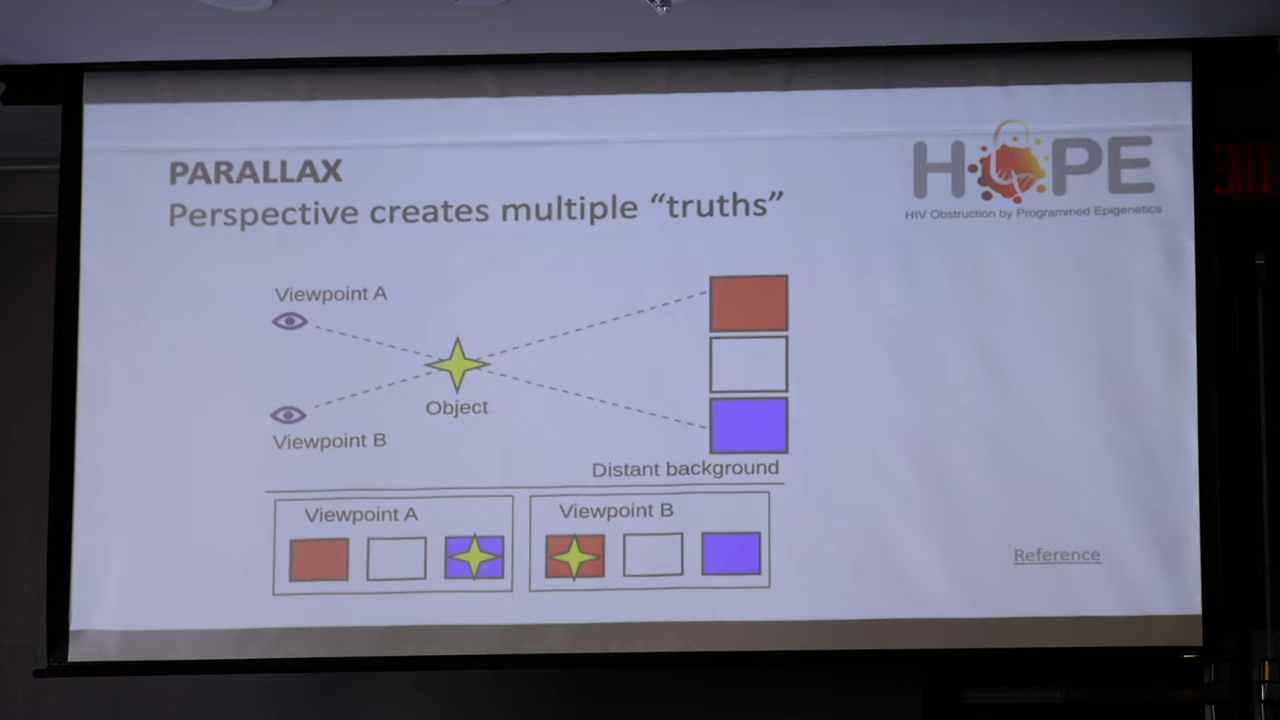 PARALLAX
Perspective creates multiple “truths”
HOPE
HIV Obstruction by Programmed Epigenetics
EXIT
Viewpoint A
Object
Viewpoint B
Distant background
Viewpoint A
Viewpoint B
Reference